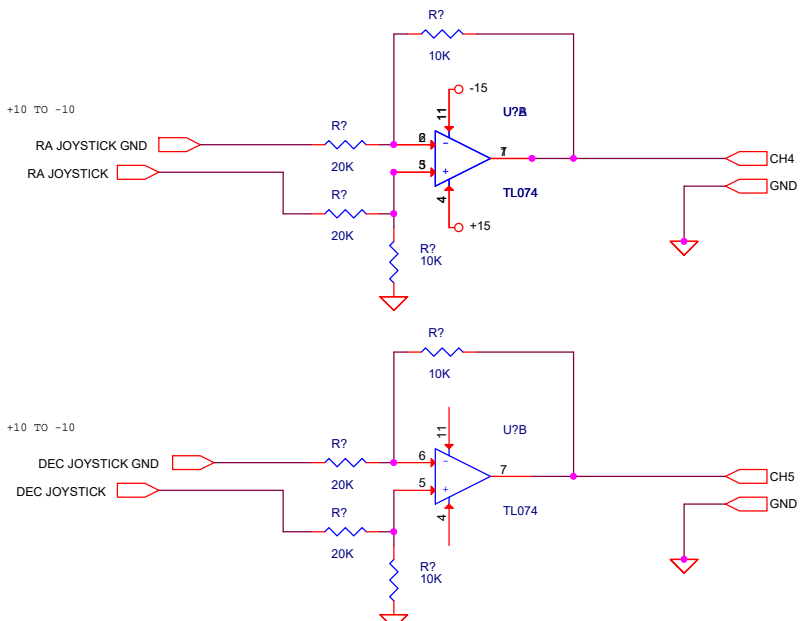 R?
10K
-15
11
+10 TO -10
U?A
R?
RA JOYSTICK GND
2
-
1
CH4
20K
RA JOYSTICK
3
+
GND
R?
TL074
4
20K
+15
R?
10K
R?
10K
+10 TO -10
11
U?B
R?
DEC JOYSTICK GND
6
-
7
CH5
20K
DEC JOYSTICK
5
+
GND
R?
TL074
4
20K
R?
10K